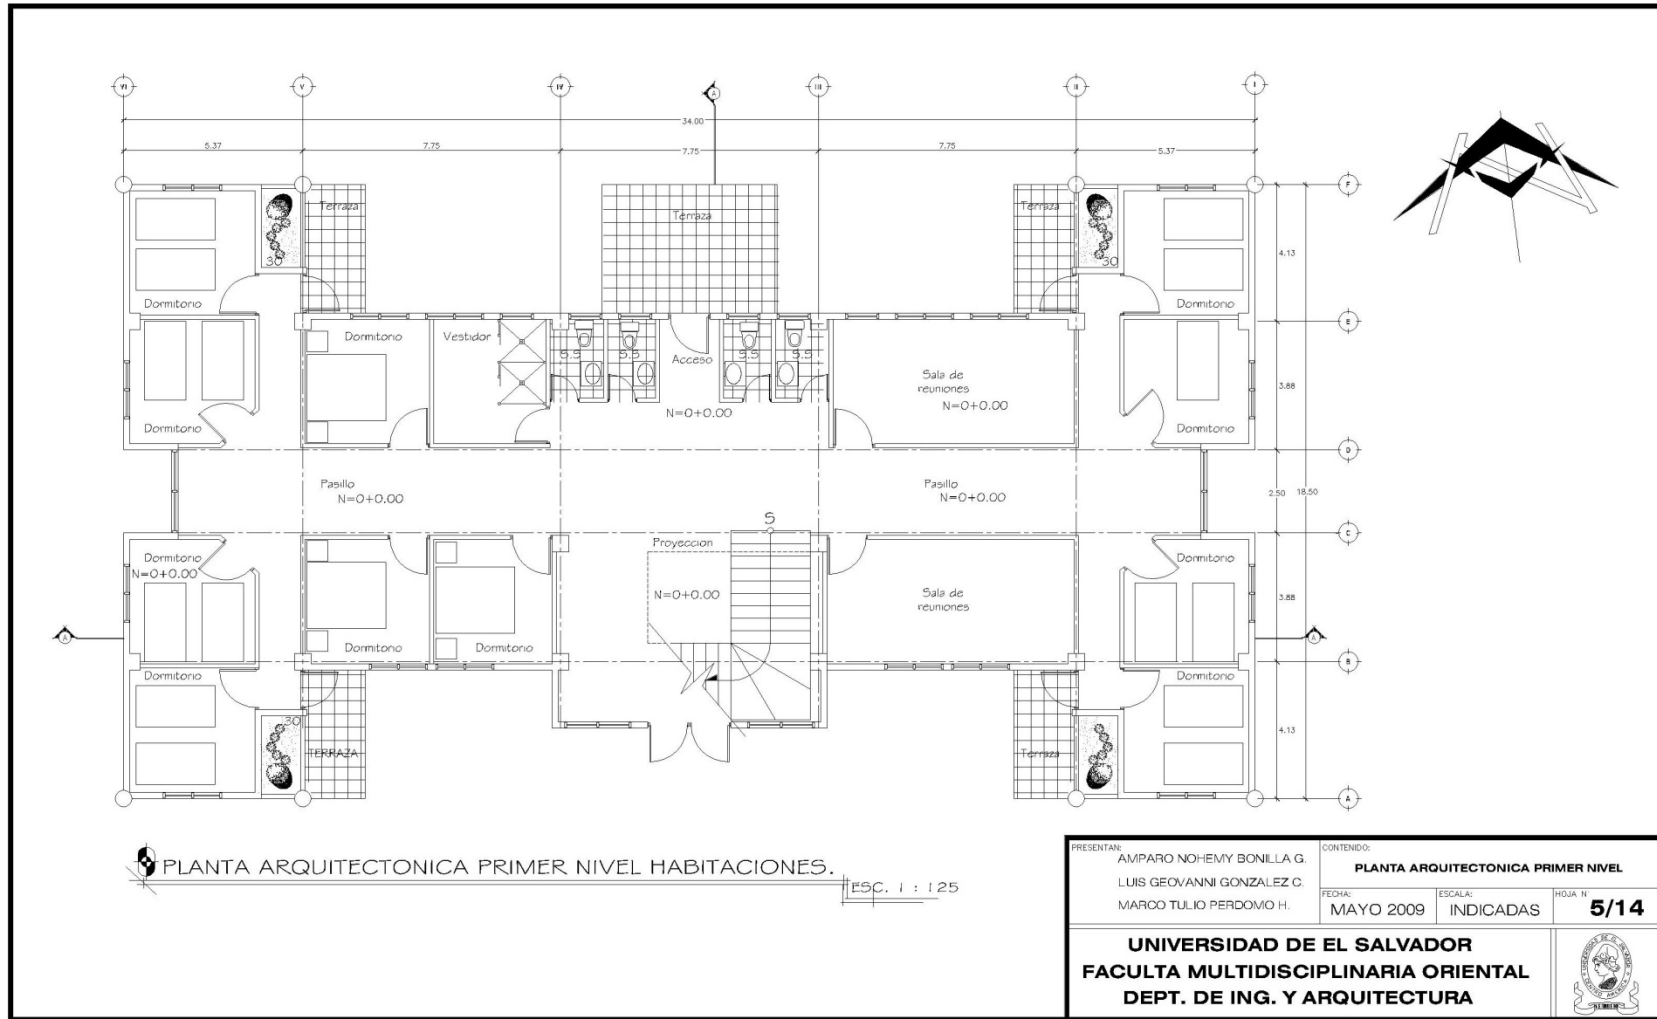 VI V IV A III II I
34.00
5.37 7.75 7.75 7.75 5.37
F
Terraza Terraza Terraza
30 30
4.13
Dormitorio Dormitorio
E
Dormitorio Vestidor S.S S.S Acceso S.S S.S
Sala de
reuniones
N=0+0.00
3.88
N=0+0.00
Dormitorio Dormitorio
D
Pasillo
N=0+0.00
Pasillo
N=0+0.00
2.50 18.50
S
C
Dormitorio
N=0+0.00
Proyeccion
Dormitorio
N=0+0.00
Sala de
reuniones
3.88
A A
Dormitorio Dormitorio
B
Dormitorio Dormitorio
30
TERRAZA Terraza
4.13
A
PLANTA ARQUITECTONICA PRIMER NIVEL HABITACIONES.
ESC. 1 : 125
PRESENTAN:
AMPARO NOHEMY BONILLA G.
LUIS GEOVANNI GONZALEZ C.
MARCO TULIO PERDOMO H.
CONTENIDO:
PLANTA ARQUITECTONICA PRIMER NIVEL
FECHA:
MAYO 2009
ESCALA:
INDICADAS
HOJA N
5/14
UNIVERSIDAD DE EL SALVADOR
FACULTA MULTIDISCIPLINARIA ORIENTAL
DEPT. DE ING. Y ARQUITECTURA